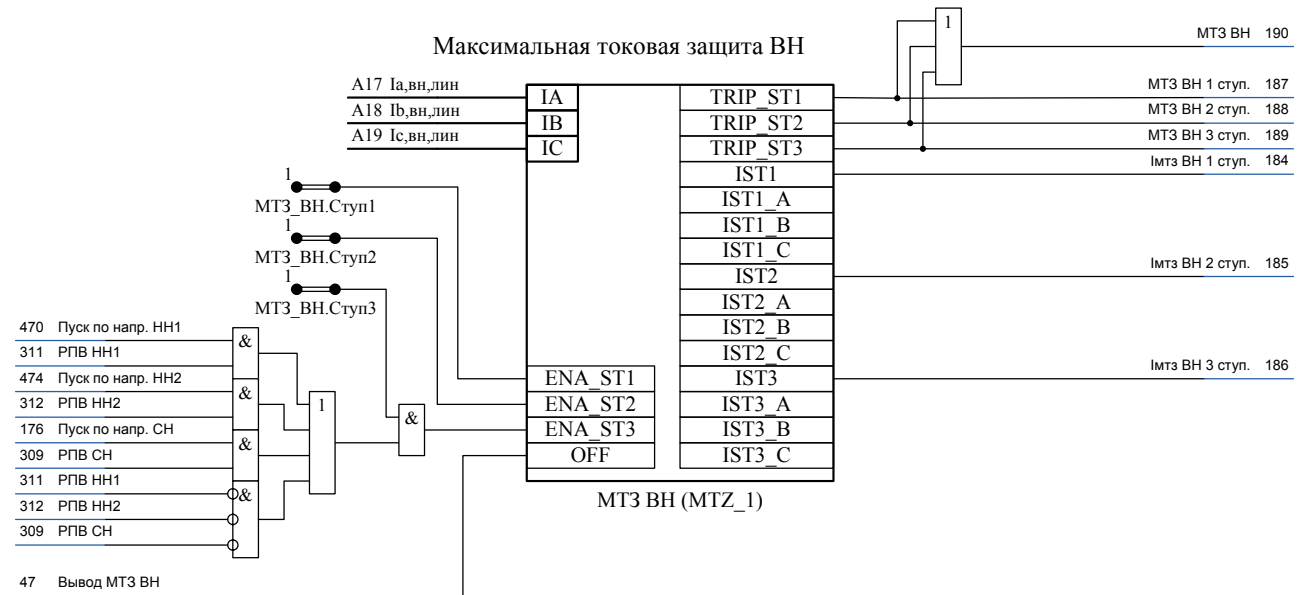 Максимальная токовая защита ВН
1
МТЗ ВН 190
A17 Ia,вн,лин
A18 Ib,вн,лин
A19 Ic,вн,лин
IA
IB
IC
TRIP_ST1
TRIP_ST2
TRIP_ST3
IST1
IST1_A
IST1_B
IST1_C
IST2
IST2_A
IST2_B
IST2_C
IST3
IST3_A
IST3_B
IST3_C
МТЗ ВН 1 ступ. 187
МТЗ ВН 2 ступ. 188
МТЗ ВН 3 ступ. 189
Iмтз ВН 1 ступ. 184
Iмтз ВН 2 ступ. 185
Iмтз ВН 3 ступ. 186
1
МТЗ_ВН.Ступ1
1
МТЗ_ВН.Ступ2
1
МТЗ_ВН.Ступ3
ENA_ST1
ENA_ST2
ENA_ST3
OFF
470 Пуск по напр. НН1
311 РПВ НН1
474 Пуск по напр. НН2
312 РПВ НН2
176 Пуск по напр. СН
309 РПВ СН
311 РПВ НН1
312 РПВ НН2
309 РПВ СН
&
&
&
&
1
&
МТЗ ВН (MTZ_1)
47 Вывод МТЗ ВН